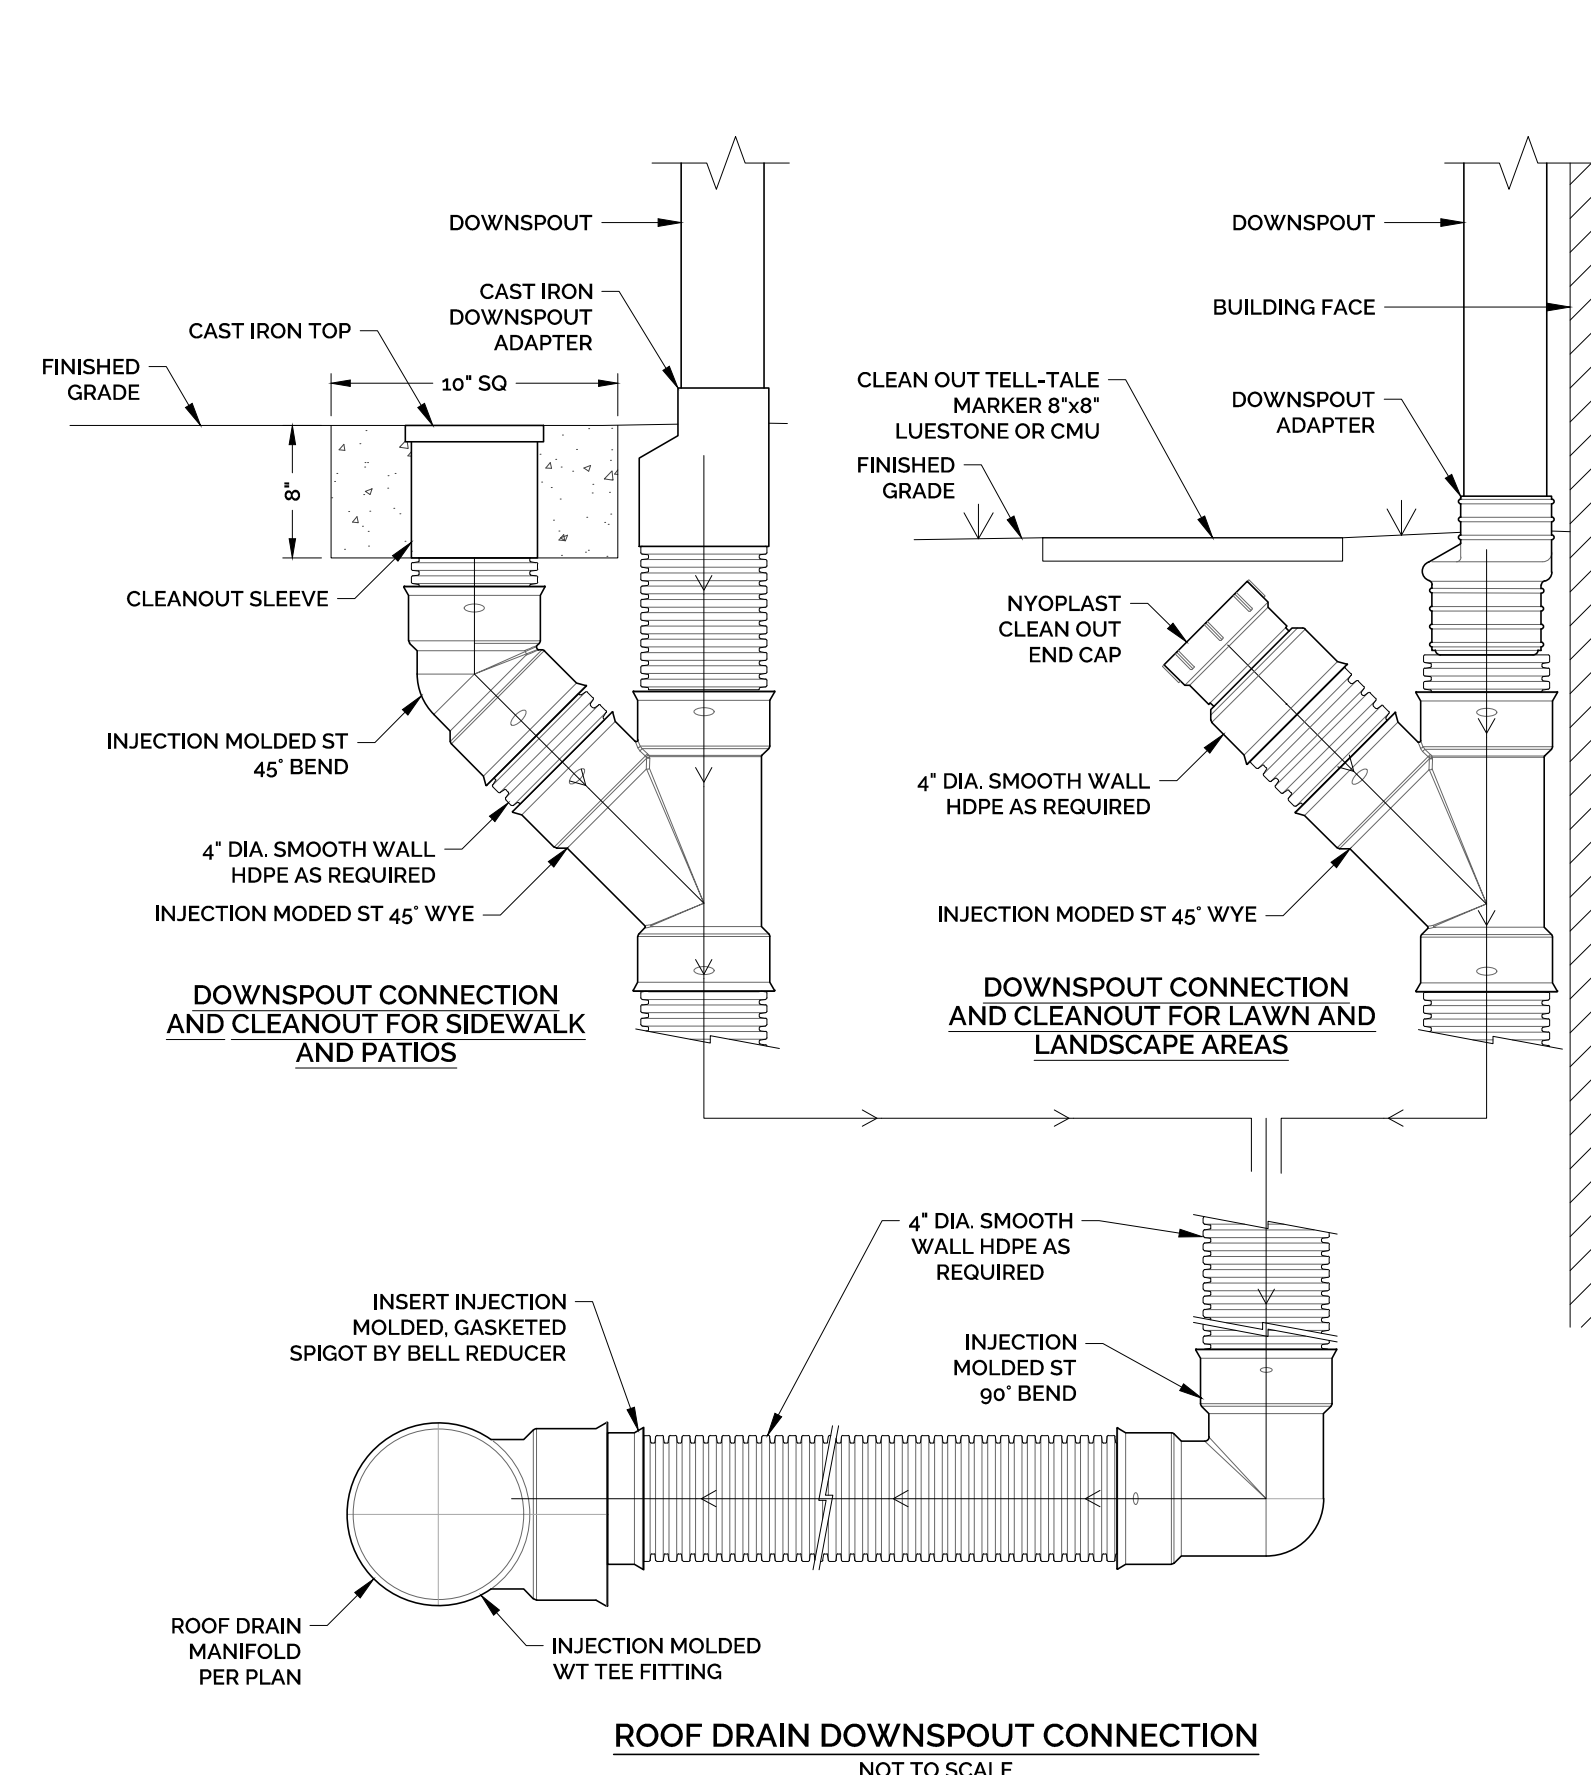 DOWNSPOUT
CAST IRON
DOWNSPOUT
ADAPTER
CAST IRON TOP
FINISHED
GRADE
10" SQ
8"
CLEANOUT SLEEVE
INJECTION MOLDED ST
45° BEND
4" DIA. SMOOTH WALL
HDPE AS REQUIRED
INJECTION MODED ST 45° WYE
DOWNSPOUT CONNECTION
AND CLEANOUT FOR SIDEWALK
AND PATIOS
DOWNSPOUT
BUILDING FACE
CLEAN OUT TELL-TALE
MARKER 8"x8"
LUESTONE OR CMU
DOWNSPOUT
ADAPTER
FINISHED
GRADE
NYOPLAST
CLEAN OUT
END CAP
4" DIA. SMOOTH WALL
HDPE AS REQUIRED
INJECTION MODED ST 45° WYE
DOWNSPOUT CONNECTION
AND CLEANOUT FOR LAWN AND
LANDSCAPE AREAS
4" DIA. SMOOTH
WALL HDPE AS
REQUIRED
INSERT INJECTION
MOLDED, GASKETED
SPIGOT BY BELL REDUCER
INJECTION
MOLDED ST
90° BEND
ROOF DRAIN
MANIFOLD
PER PLAN
INJECTION MOLDED
WT TEE FITTING
ROOF DRAIN DOWNSPOUT CONNECTION
NOT TO SCALE